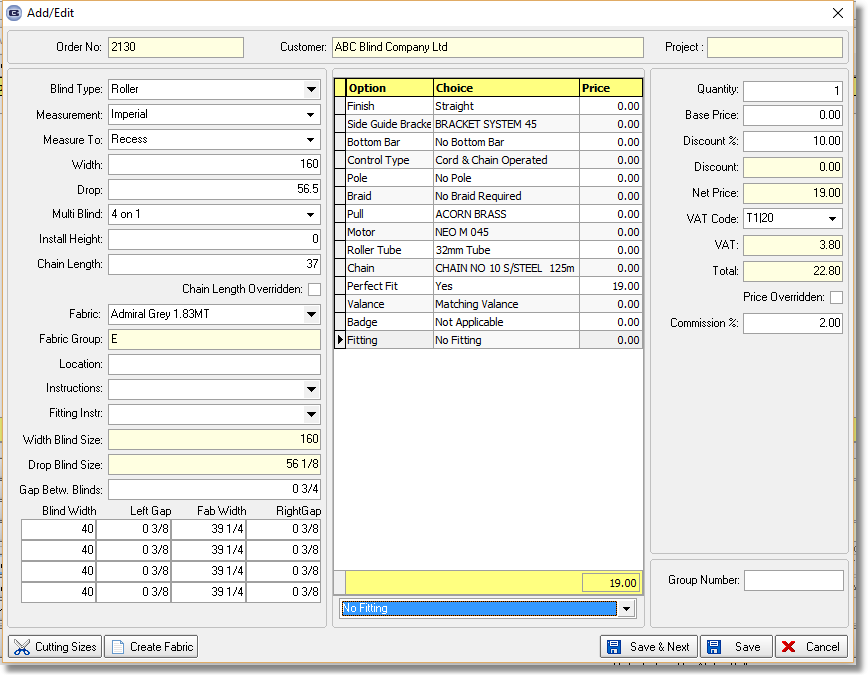 Add/Edit
Order No: 2130 Customer: ABC Blind Company Ltd Project :
Blind Type: Roller
Measurement: Imperial
Measure To: Recess
Width: 160
Drop: 56.5
Multi Blind: 4 on 1
Install Height: 0
Chain Length: 37
Chain Length Overridden:
Fabric: Admiral Grey 1.83MT
Fabric Group: E
Location:
Instructions:
Fitting Instr:
Width Blind Size: 160
Drop Blind Size: 56 1/8
Gap Betw. Blinds: 0 3/4
Blind Width Left Gap Fab Width RightGap
40 0 3/8 39 1/4 0 3/8
40 0 3/8 39 1/4 0 3/8
40 0 3/8 39 1/4 0 3/8
40 0 3/8 39 1/4 0 3/8
Option Choice Price
Finish Straight 0.00
Side Guide Bracke BRACKET SYSTEM 45 0.00
Bottom Bar No Bottom Bar 0.00
Control Type Cord & Chain Operated 0.00
Pole No Pole 0.00
Braid No Braid Required 0.00
Pull ACORN BRASS 0.00
Motor NEO M 045 0.00
Roller Tube 32mm Tube 0.00
Chain CHAIN NO 10 S/STEEL 125m 0.00
Perfect Fit Yes 19.00
Valance Matching Valance 0.00
Badge Not Applicable 0.00
Fitting No Fitting 0.00
19.00
No Fitting
Quantity: 1
Base Price: 0.00
Discount %: 10.00
Discount: 0.00
Net Price: 19.00
VAT Code: T1|20
VAT: 3.80
Total: 22.80
Price Overridden:
Commission %: 2.00
Group Number:
Cutting Sizes Create Fabric Save & Next Save Cancel